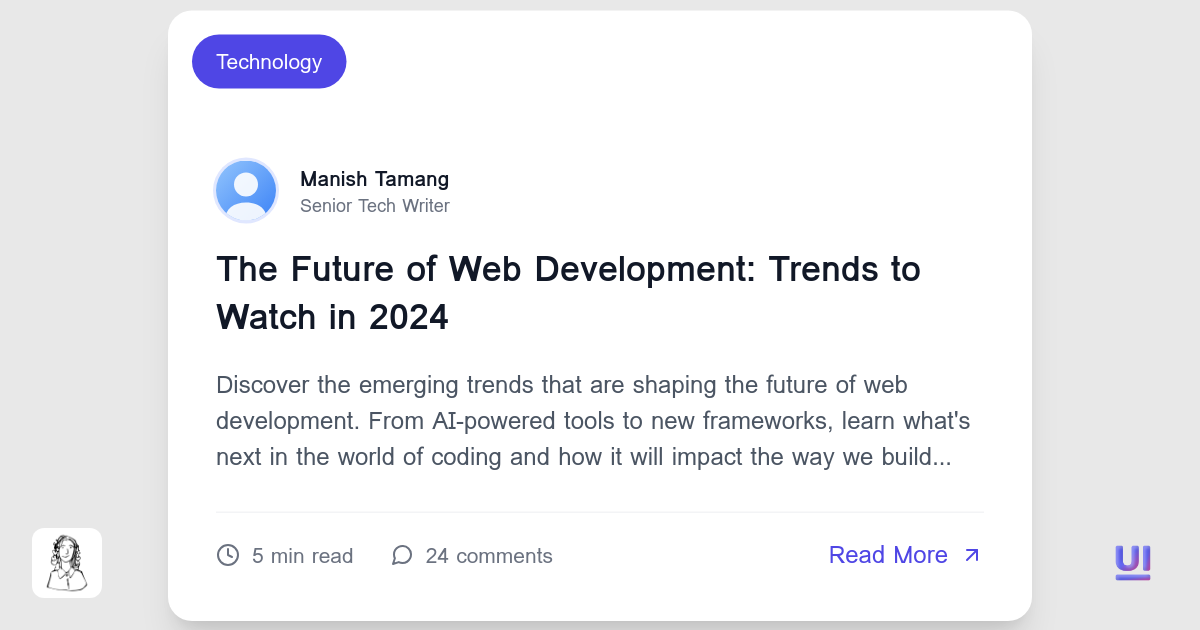 Technology
Manish Tamang
Senior Tech Writer
The Future of Web Development: Trends to
Watch in 2024
Discover the emerging trends that are shaping the future of web
development. From AI-powered tools to new frameworks, learn what's
next in the world of coding and how it will impact the way we build...
5 min read
24 comments
Read More
UI